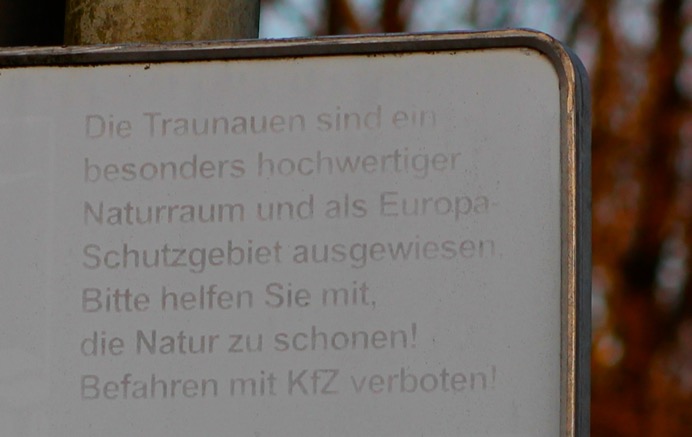 Die Traunauen sind ein
besonders hochwertiger
Naturraum und als Europa-
Schutzgebiet ausgewiesen.
Bitte helfen Sie mit,
die Natur zu schonen!
Befahren mit KfZ verboten!